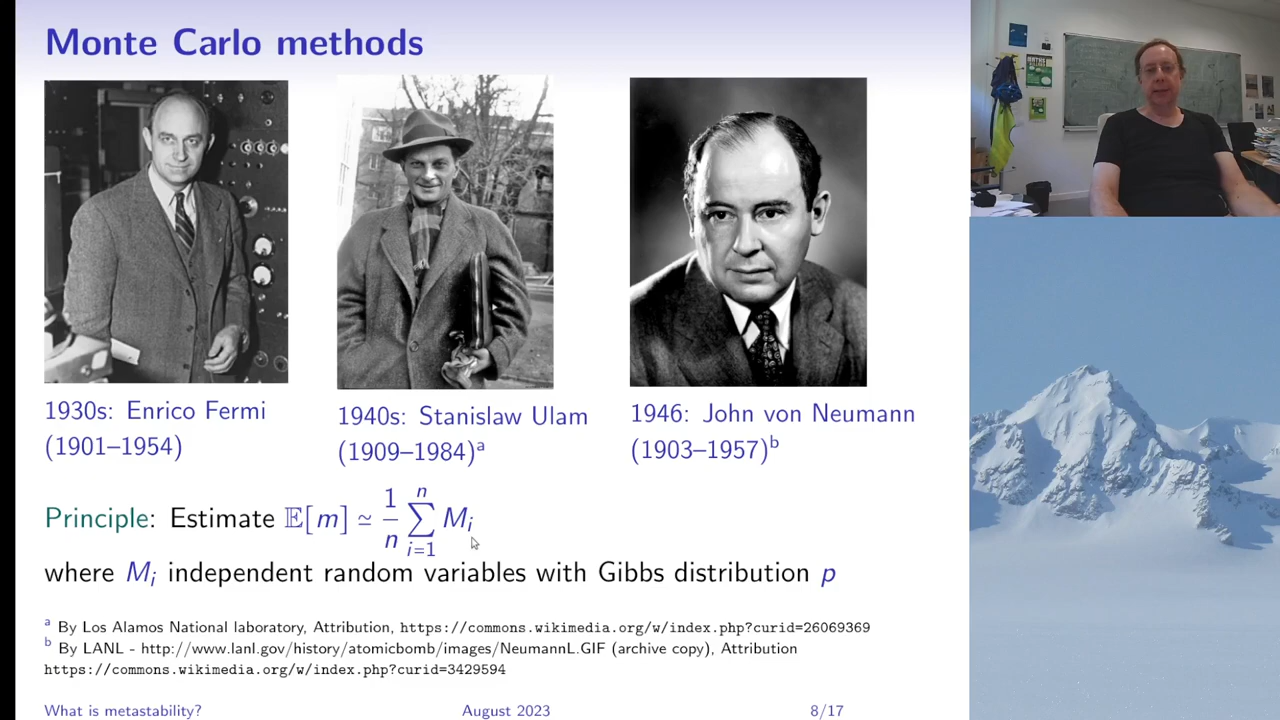 Monte Carlo methods
1930s: Enrico Fermi
(1901–1954)
1940s: Stanislaw Ulam
(1909–1984)ᵃ
1946: John von Neumann
(1903–1957)ᵇ
Principle: Estimate 𝔼[m] ≃ 1/n ∑ⁿᵢ₌₁ Mᵢ
where Mᵢ independent random variables with Gibbs distribution p
ᵃ By Los Alamos National laboratory, Attribution, https://commons.wikimedia.org/w/index.php?curid=26069369
ᵇ By LANL - http://www.lanl.gov/history/atomicbomb/images/NeumannL.GIF (archive copy), Attribution
https://commons.wikimedia.org/w/index.php?curid=3429594
What is metastability?
August 2023
8/17